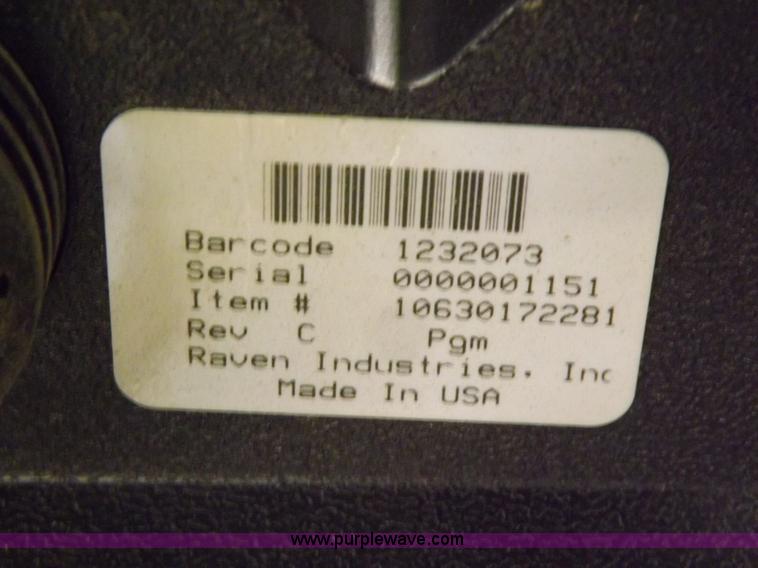 Barcode 1232073
Serial 0000001151
Item # 10630172281
Rev C Pgm
Raven Industries, Inc
Made In USA
www.purplewave.com